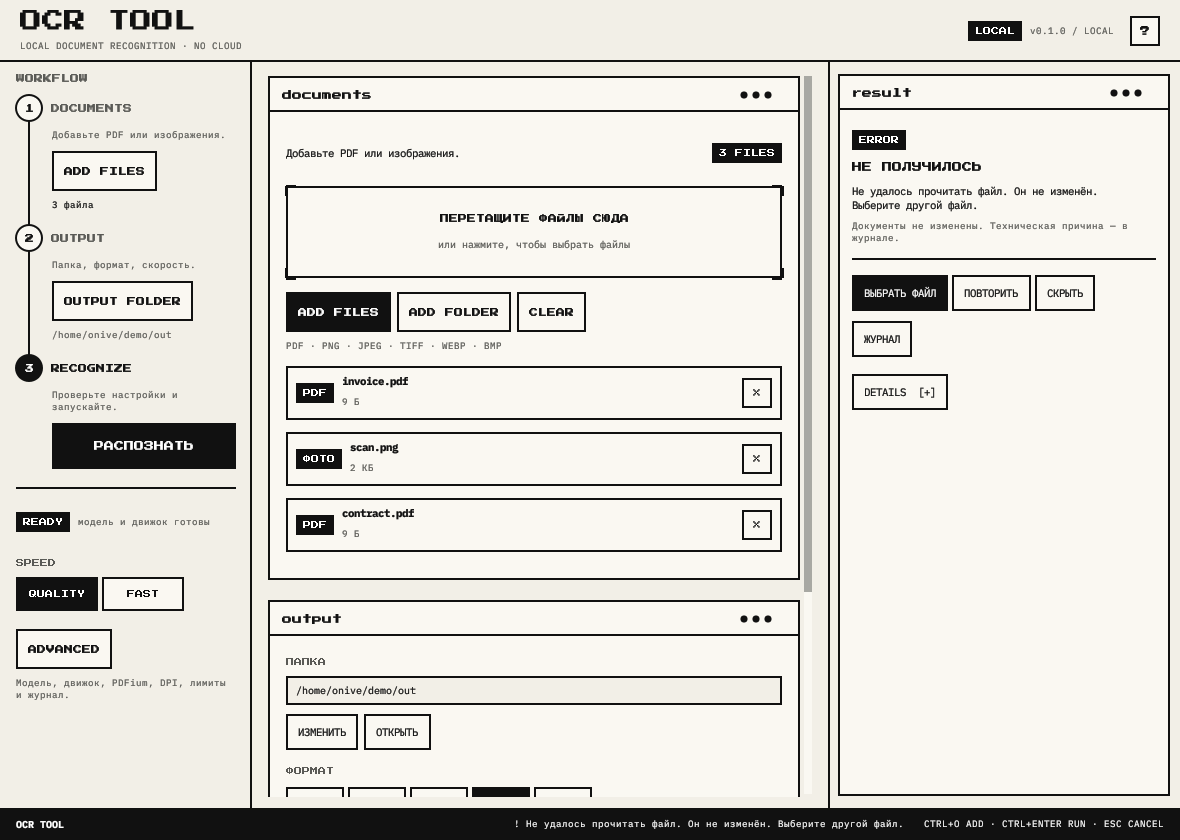 OCR TOOL
LOCAL DOCUMENT RECOGNITION · NO CLOUD
LOCAL
v0.1.0 / LOCAL
?
WORKFLOW
1
DOCUMENTS
Добавьте PDF или изображения.
ADD FILES
3 файла
2
OUTPUT
Папка, формат, скорость.
OUTPUT FOLDER
/home/onive/demo/out
3
RECOGNIZE
Проверьте настройки и
запускайте.
РАСПОЗНАТЬ
READY
модель и движок готовы
SPEED
QUALITY
FAST
ADVANCED
Модель, движок, PDFium, DPI, лимиты
и журнал.
documents
Добавьте PDF или изображения.
3 FILES
ПЕРЕТАЩИТЕ ФАЙЛЫ СЮДА
или нажмите, чтобы выбрать файлы
ADD FILES
ADD FOLDER
CLEAR
PDF · PNG · JPEG · TIFF · WEBP · BMP
PDF
invoice.pdf
9 Б
×
ФОТО
scan.png
2 КБ
×
PDF
contract.pdf
9 Б
×
output
ПАПКА
/home/onive/demo/out
ИЗМЕНИТЬ
ОТКРЫТЬ
ФОРМАТ
result
ERROR
НЕ ПОЛУЧИЛОСЬ
Не удалось прочитать файл. Он не изменён.
Выберите другой файл.
Документы не изменены. Техническая причина — в
журнале.
ВЫБРАТЬ ФАЙЛ
ПОВТОРИТЬ
СКРЫТЬ
ЖУРНАЛ
DETAILS [+]
OCR TOOL
! Не удалось прочитать файл. Он не изменён. Выберите другой файл.
CTRL+O ADD · CTRL+ENTER RUN · ESC CANCEL